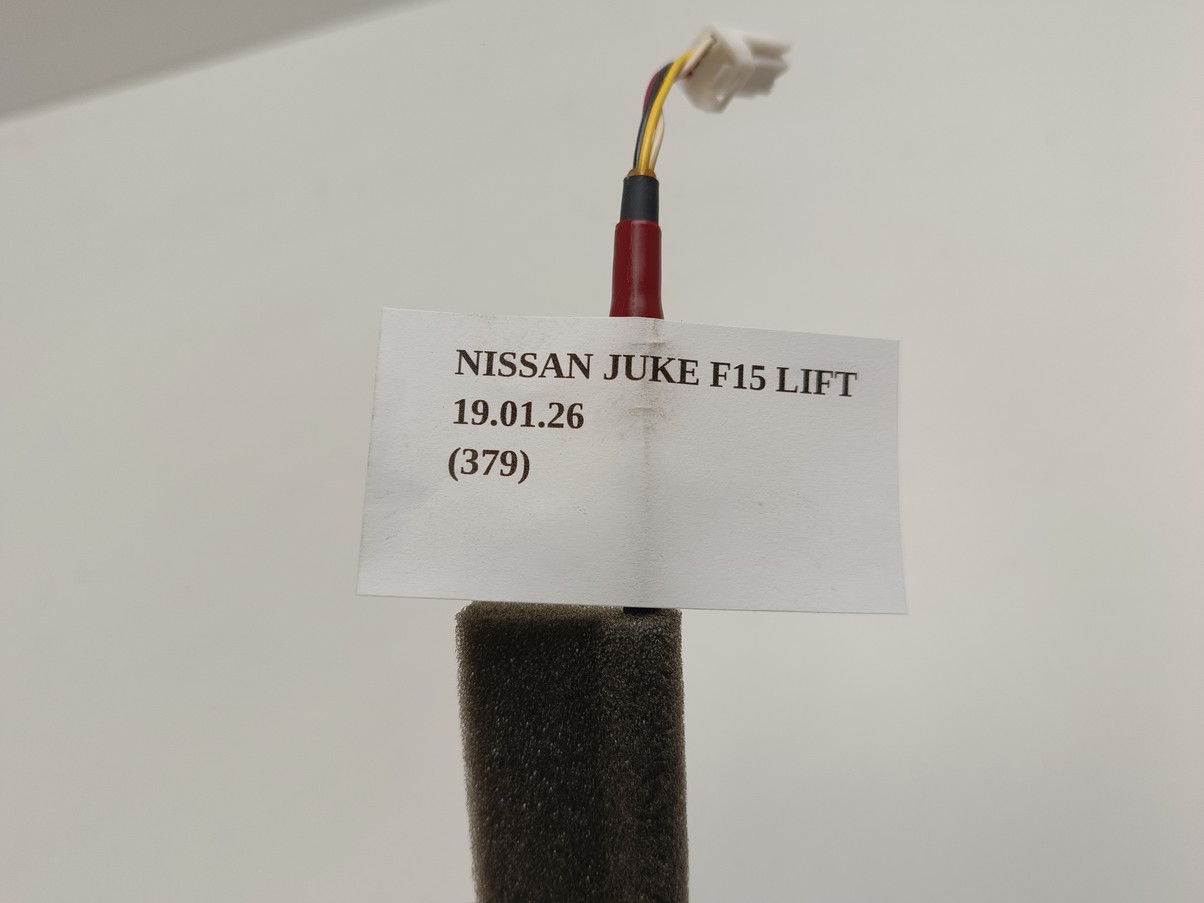 NISSAN JUKE F15 LIFT
19.01.26
(379)